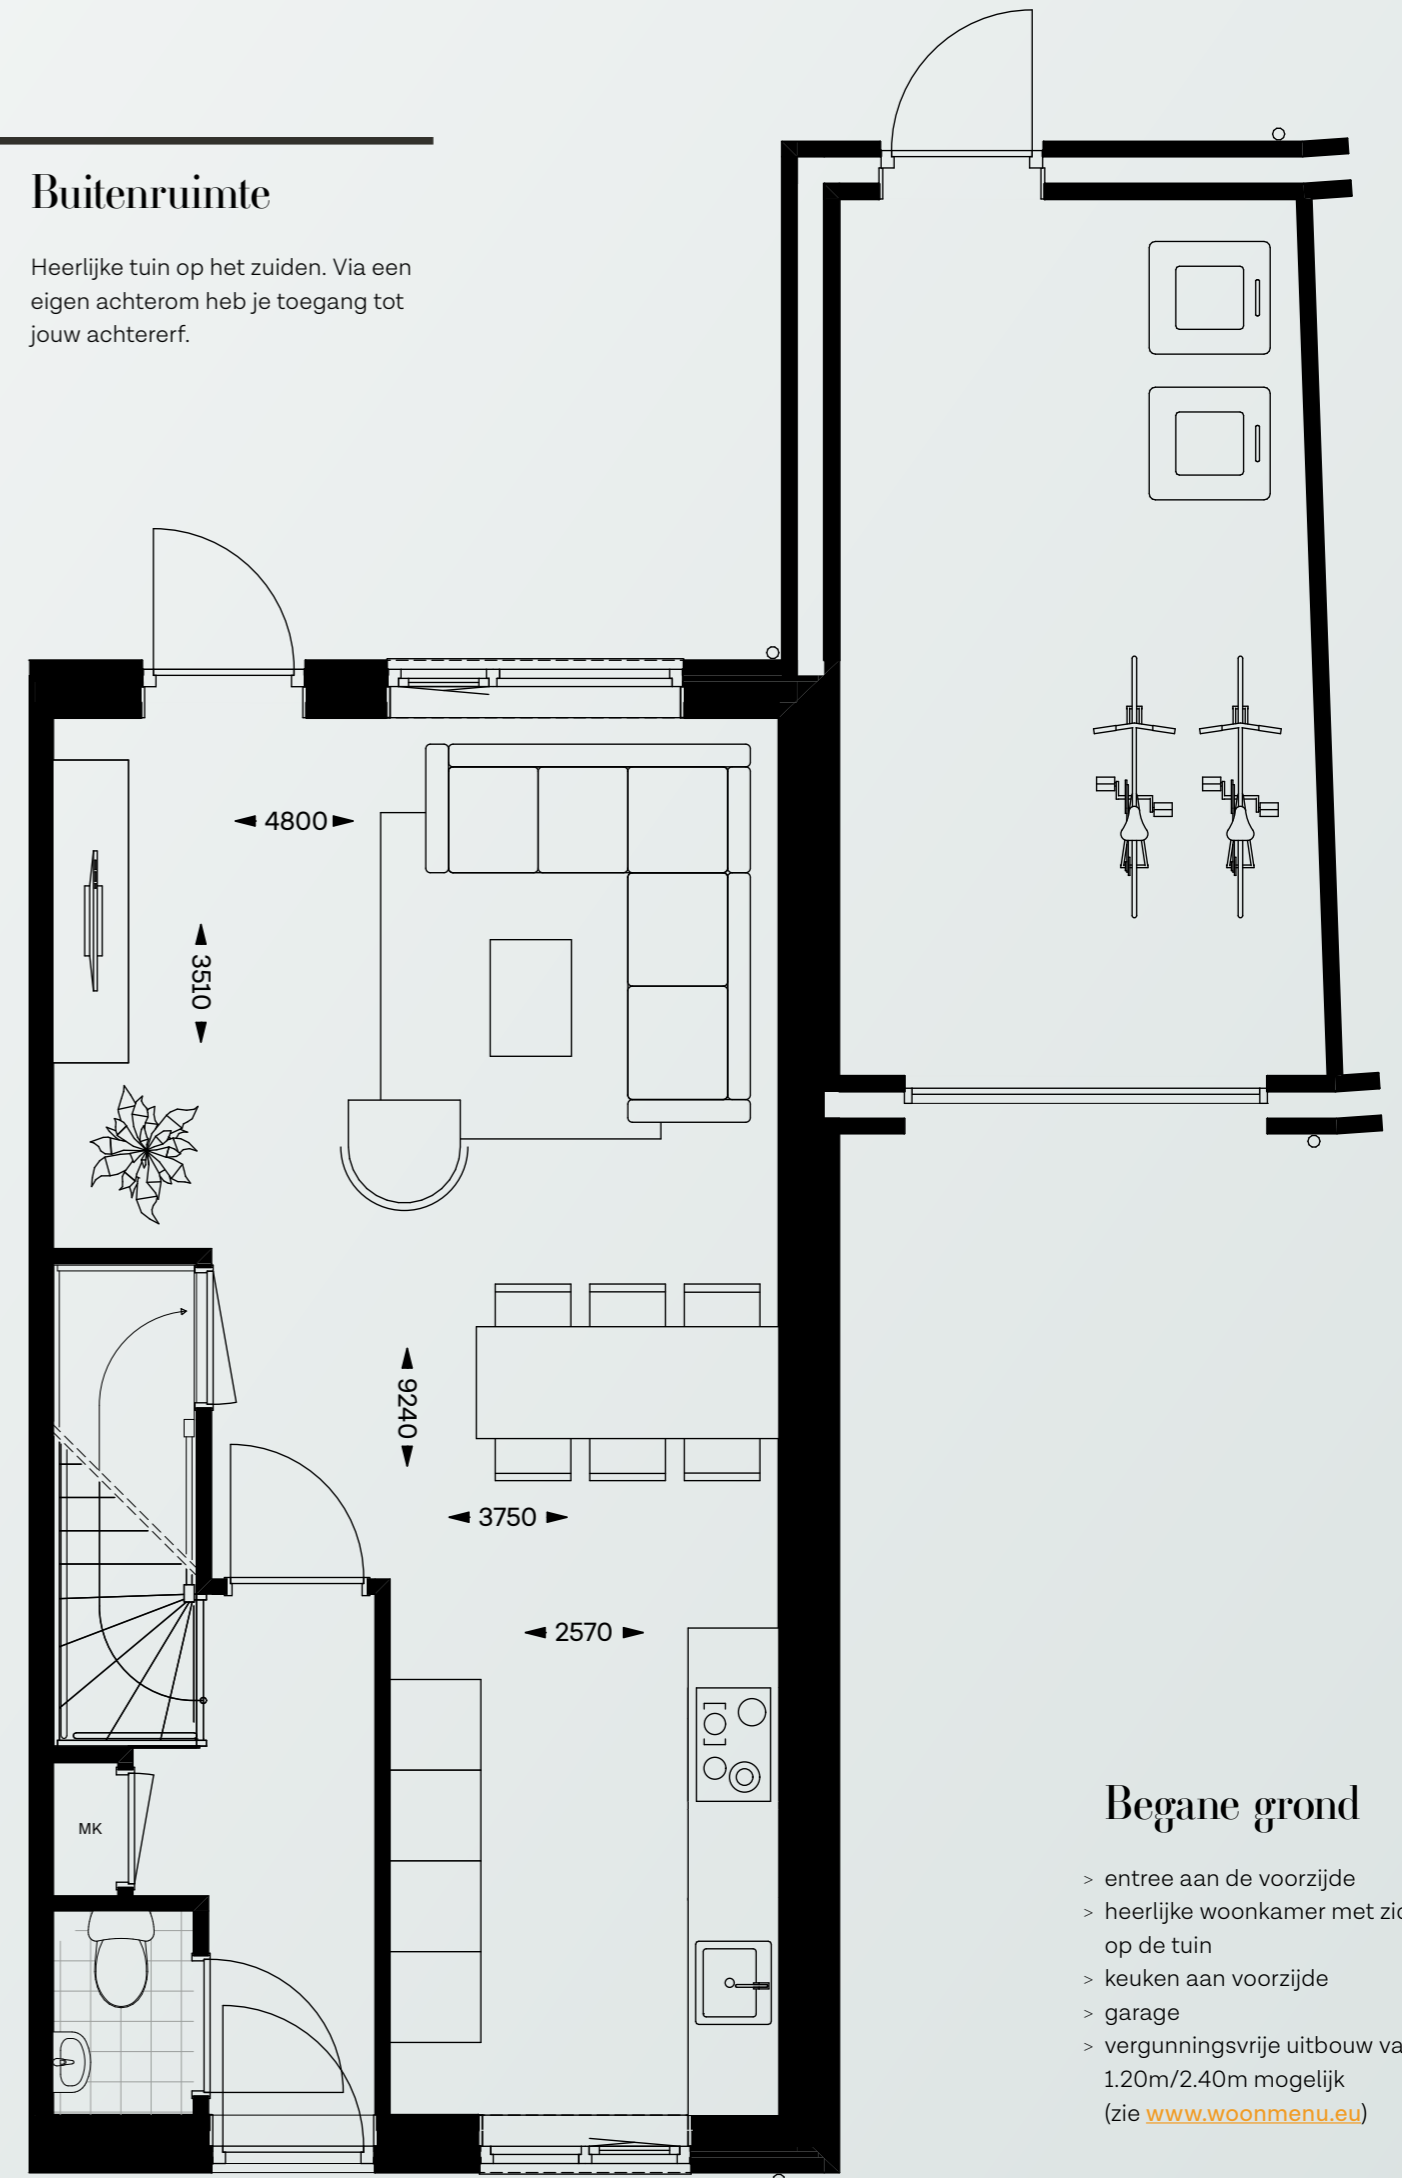 Buitenruimte
Heerlijke tuin op het zuiden. Via een
eigen achterom heb je toegang tot
jouw achtererf.
4800
3510
9240
3750
2570
MK
Begane grond
> entree aan de voorzijde
> heerlijke woonkamer met zic
op de tuin
> keuken aan voorzijde
> garage
> vergunningsvrije uitbouw va
1.20m/2.40m mogelijk
(zie www.woonmenu.eu)